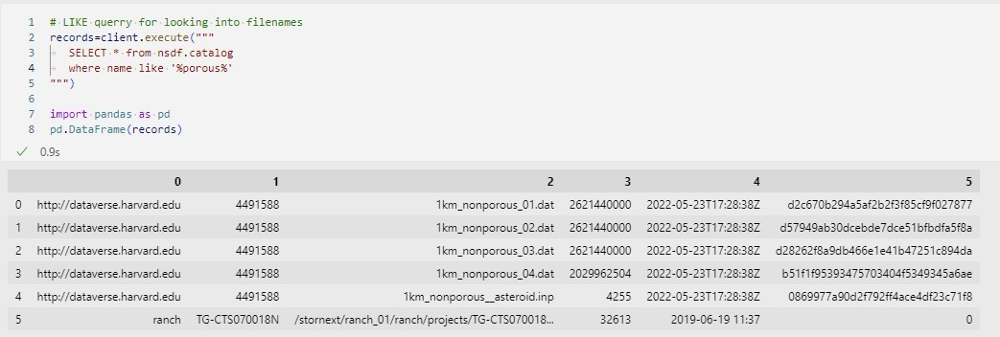 1 # LIKE querry for looking into filenames
2 records=client.execute("""
3 SELECT * from nsdf.catalog
4 where name like '%porous%'
5 """)
6
7 import pandas as pd
8 pd.DataFrame(records)
✓ 0.9s
0 1 2 3 4 5
0 http://dataverse.harvard.edu 4491588 1km_nonporous_01.dat 2621440000 2022-05-23T17:28:38Z d2c670b294a5af2b2f3f85cf9f027877
1 http://dataverse.harvard.edu 4491588 1km_nonporous_02.dat 2621440000 2022-05-23T17:28:38Z d57949ab30dcebde7dce51bfbdfa5f8a
2 http://dataverse.harvard.edu 4491588 1km_nonporous_03.dat 2621440000 2022-05-23T17:28:38Z d28262f8a9db466e1e41b47251c894da
3 http://dataverse.harvard.edu 4491588 1km_nonporous_04.dat 2029962504 2022-05-23T17:28:38Z b51f1f95393475703404f5349345a6ae
4 http://dataverse.harvard.edu 4491588 1km_nonporous__asteroid.inp 4255 2022-05-23T17:28:38Z 0869977a90d2f792ff4ace4df23c71f8
5 ranch TG-CTS070018N /stornext/ranch_01/ranch/projects/TG-CTS070018... 32613 2019-06-19 11:37 0